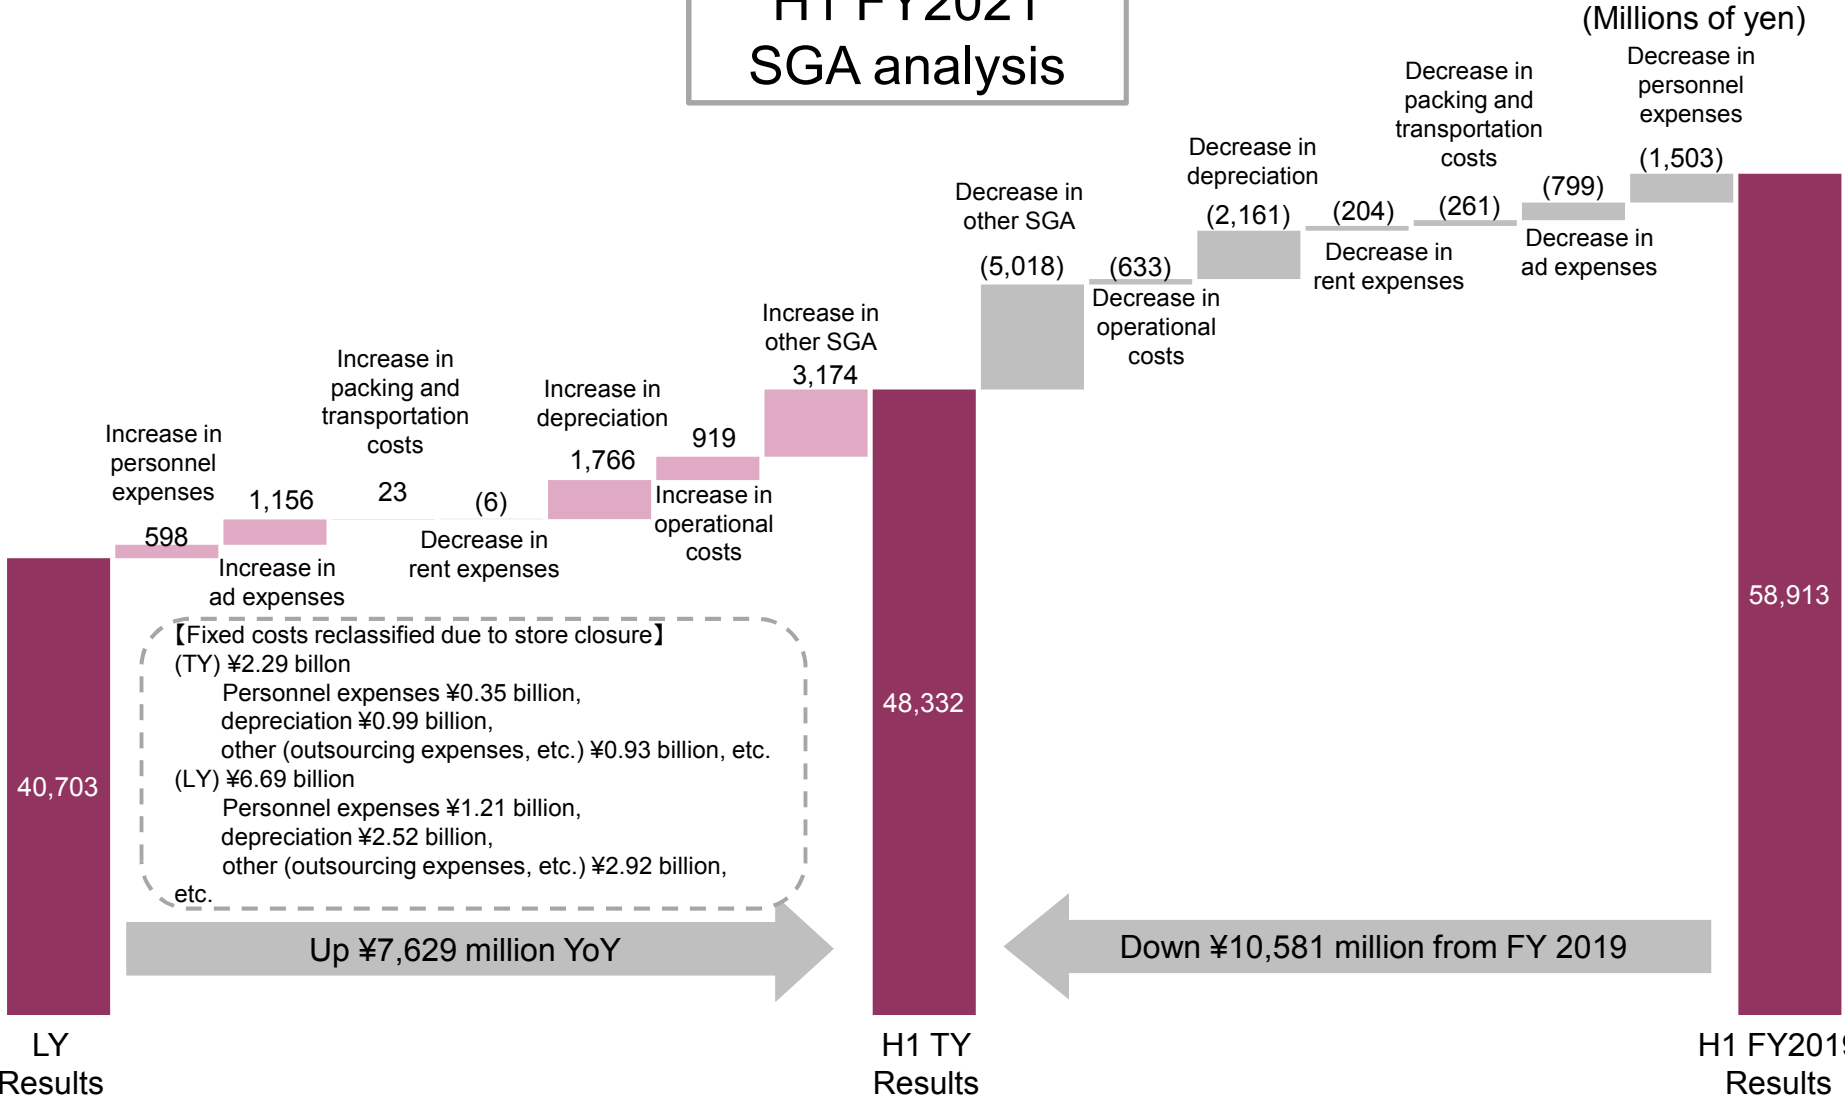 H1 FY2021
SGA analysis
(Millions of yen)
Decrease in
personnel
expenses
(1,503)
Decrease in
packing and
transportation
costs
(261)
(799)
Decrease in
ad expenses
Decrease in
depreciation
(2,161)
(204)
Decrease in
rent expenses
Decrease in
other SGA
(5,018)
(633)
Decrease in
operational
costs
Increase in
other SGA
3,174
Increase in
packing and
transportation
costs
23
Increase in
depreciation
1,766
919
Increase in
operational
costs
Increase in
personnel
expenses
598
1,156
Increase in
ad expenses
(6)
Decrease in
rent expenses
【Fixed costs reclassified due to store closure】
(TY) ¥2.29 billon
Personnel expenses ¥0.35 billion,
depreciation ¥0.99 billion,
other (outsourcing expenses, etc.) ¥0.93 billion, etc.
(LY) ¥6.69 billion
Personnel expenses ¥1.21 billion,
depreciation ¥2.52 billion,
other (outsourcing expenses, etc.) ¥2.92 billion,
etc.
40,703
48,332
58,913
Up ¥7,629 million YoY
Down ¥10,581 million from FY 2019
LY
Results
H1 TY
Results
H1 FY2019
Results